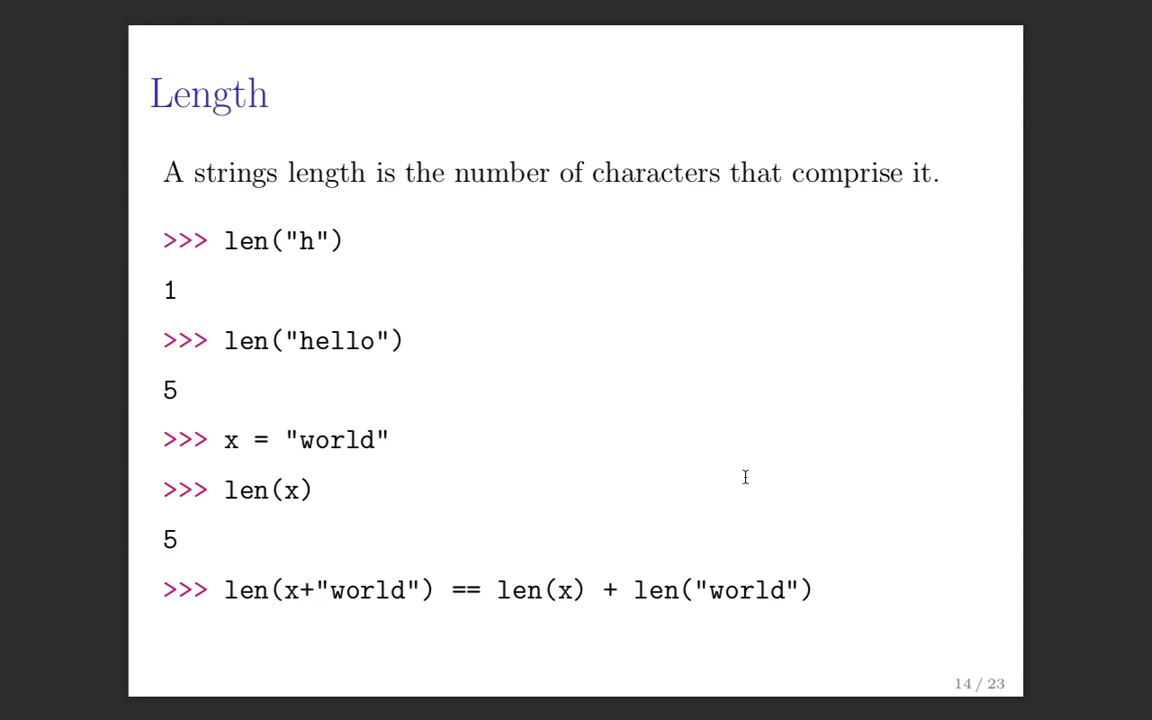 Length
A strings length is the number of characters that comprise it.
>>> len("h")
1
>>> len("hello")
5
>>> x = "world"
>>> len(x)
5
>>> len(x+"world") == len(x) + len("world")
14 / 23